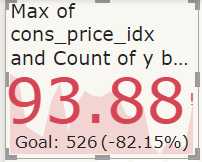 Max of
cons_price_idx
and Count of y b...
93.88!
Goal: 526 (-82.15%)